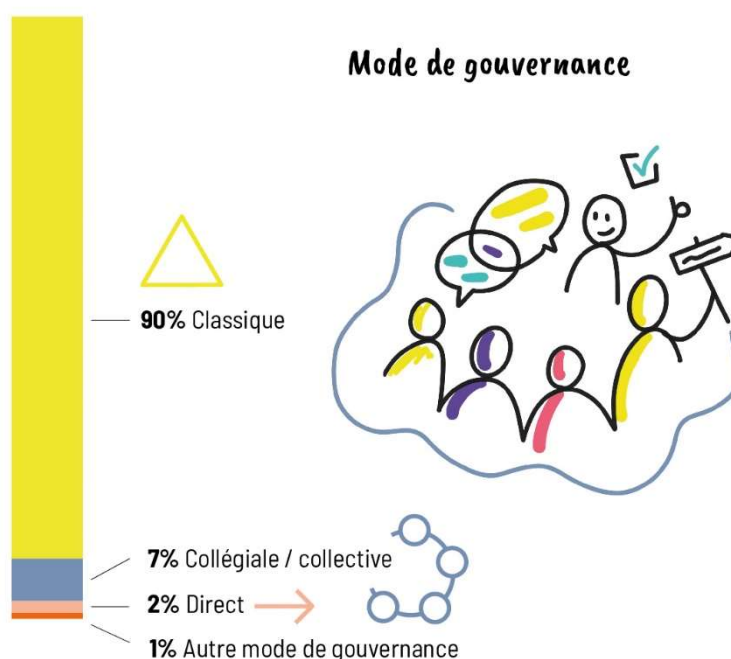 Mode de gouvernance
90% Classique
7% Collégiale / collective
2% Direct
1% Autre mode de gouvernance